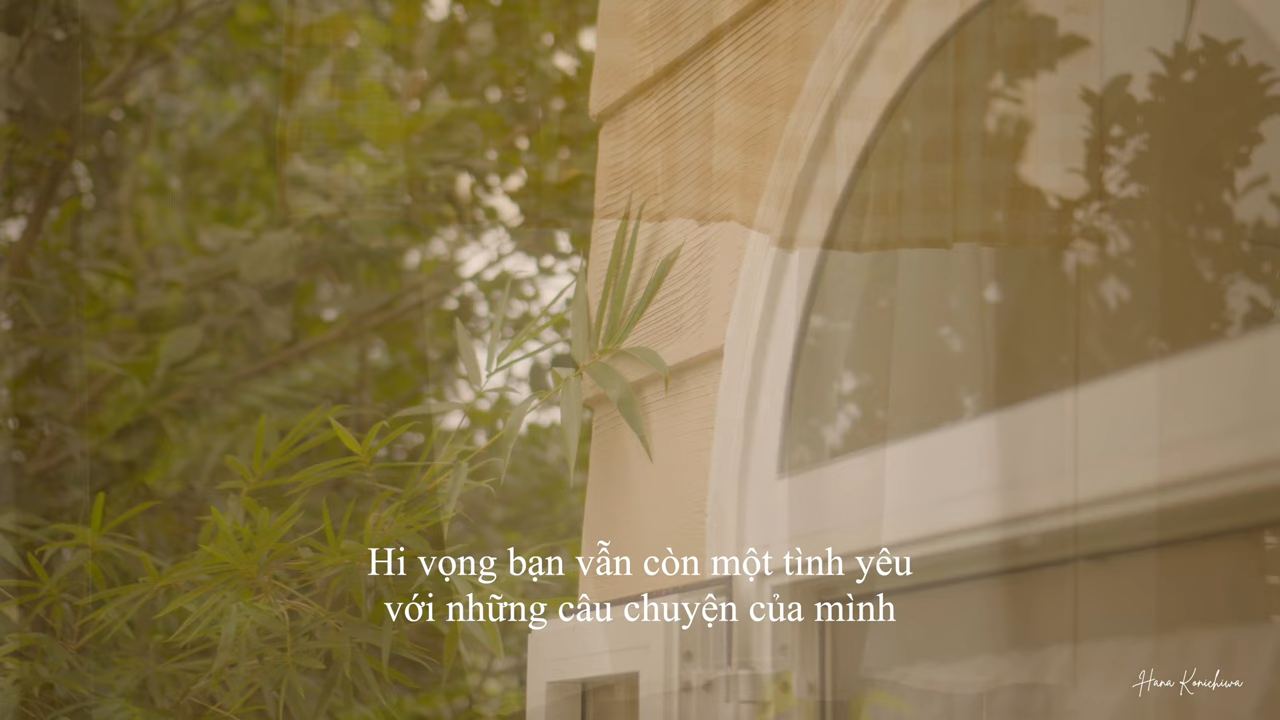 Hi vọng bạn vẫn còn một tình yêu
với những câu chuyện của mình
Hana Konichiwa